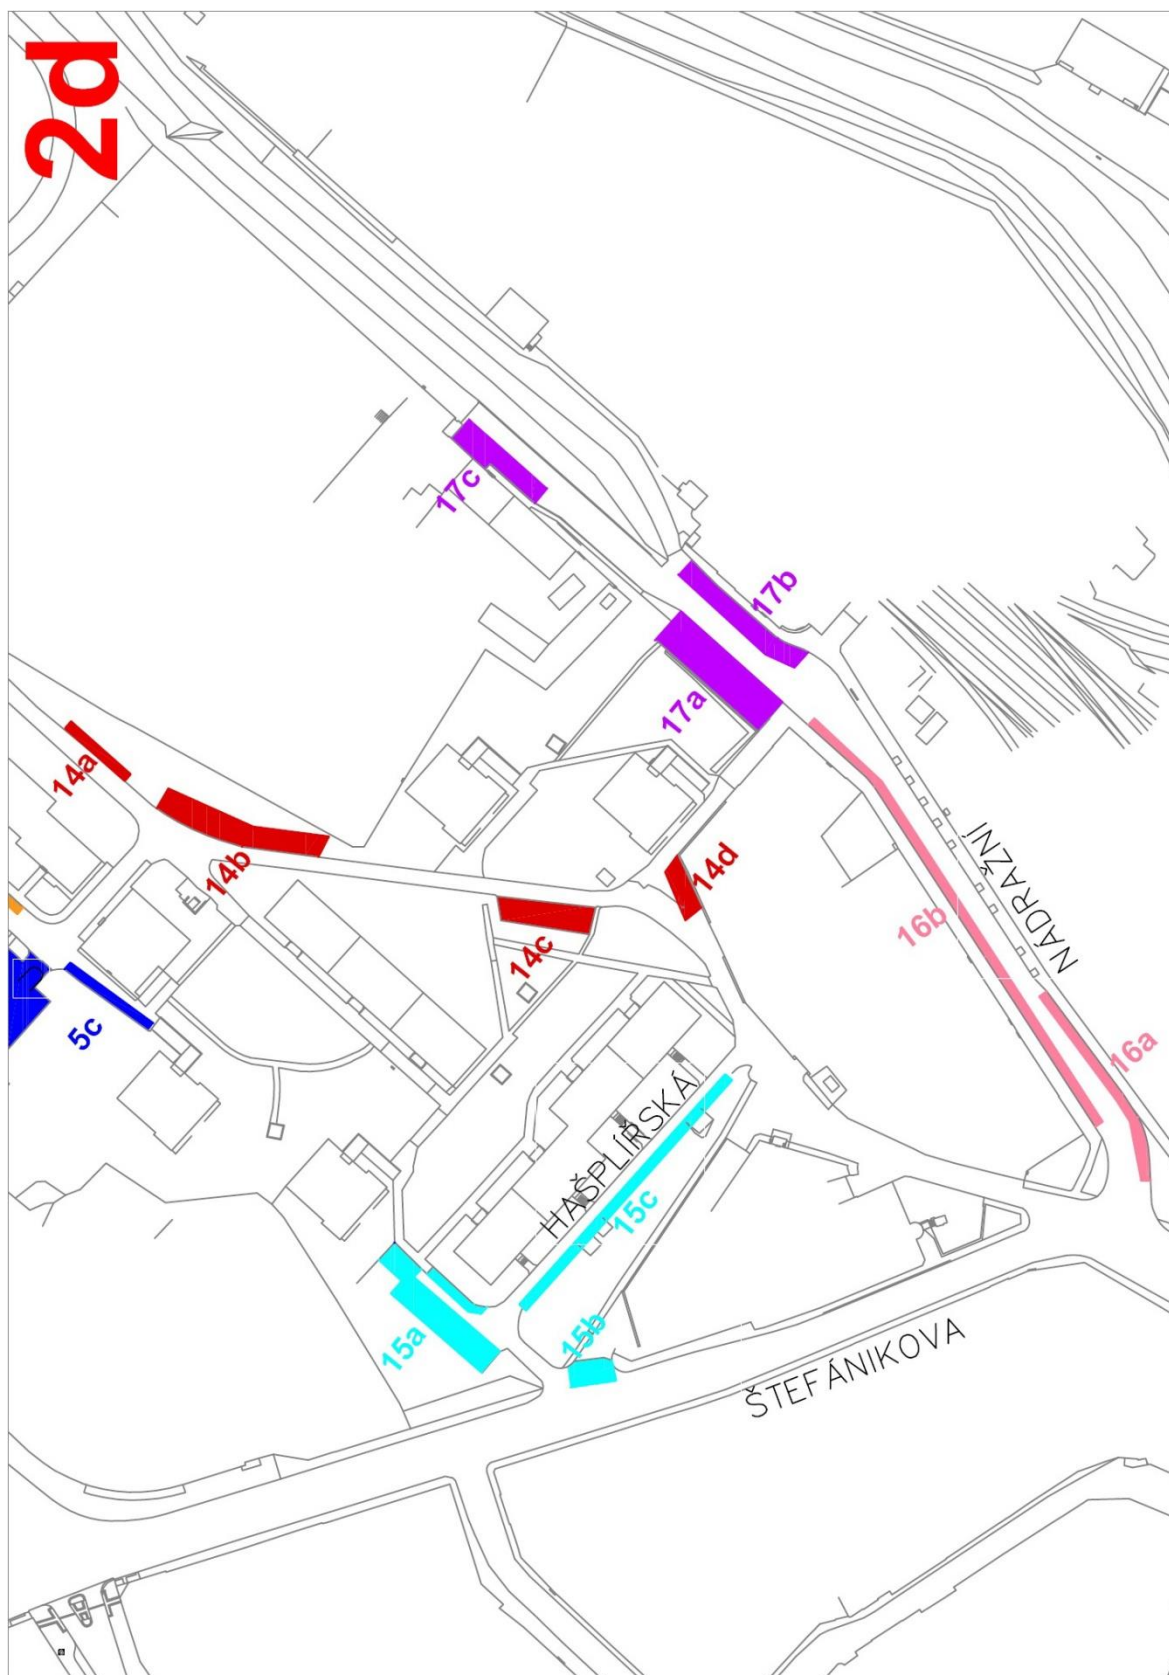 2d
17c
17b
17a
14a
14b
14d
14c
16b
NÁDRAŽNÍ
5c
16a
HAŠPLÍŘSKÁ
15c
15a
15b
ŠTEFÁNIKOVA